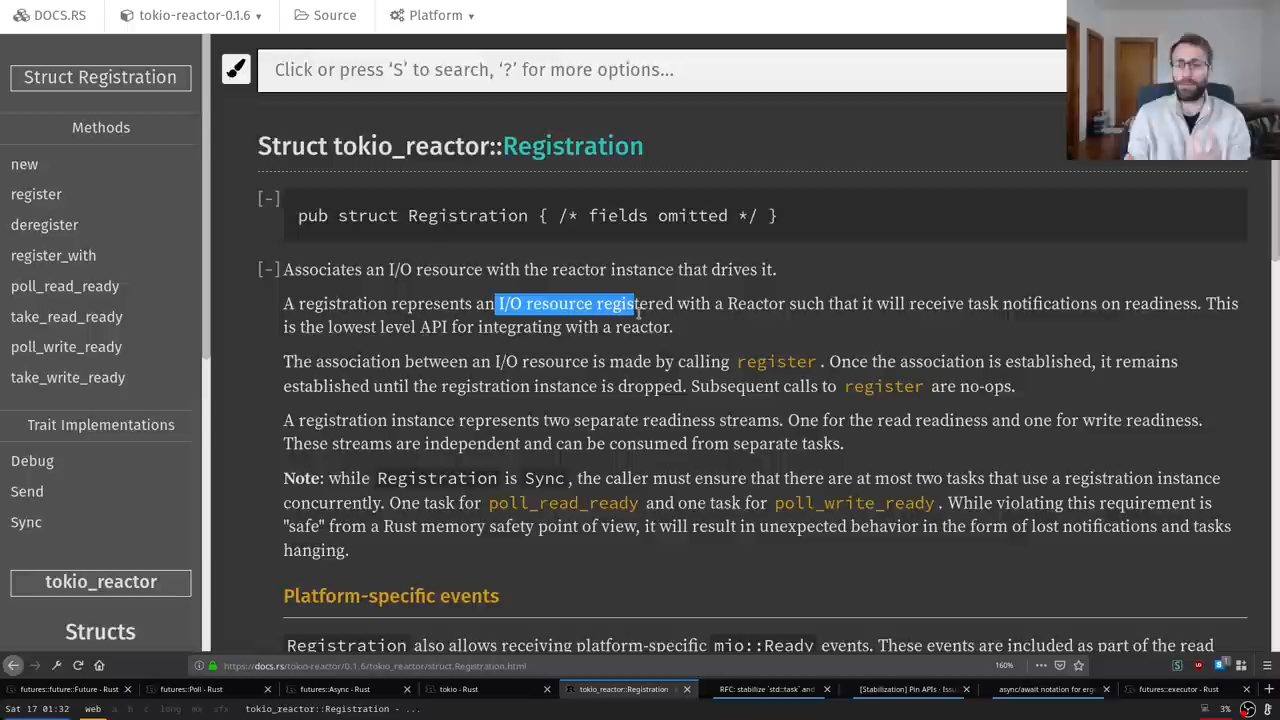 DOCS.RS
tokio-reactor-0.1.6
Source
Platform
Struct Registration
Methods
new
register
deregister
register_with
poll_read_ready
take_read_ready
poll_write_ready
take_write_ready
Trait Implementations
Debug
Send
Sync
tokio_reactor
Structs
Click or press ‘S’ to search, ‘?’ for more options…
Struct tokio_reactor::Registration
[-]
pub struct Registration { /* fields omitted */ }
[-] Associates an I/O resource with the reactor instance that drives it.
A registration represents an I/O resource registered with a Reactor such that it will receive task notifications on readiness. This
is the lowest level API for integrating with a reactor.
The association between an I/O resource is made by calling register. Once the association is established, it remains
established until the registration instance is dropped. Subsequent calls to register are no-ops.
A registration instance represents two separate readiness streams. One for the read readiness and one for write readiness.
These streams are independent and can be consumed from separate tasks.
Note: while Registration is Sync, the caller must ensure that there are at most two tasks that use a registration instance
concurrently. One task for poll_read_ready and one task for poll_write_ready. While violating this requirement is
"safe" from a Rust memory safety point of view, it will result in unexpected behavior in the form of lost notifications and tasks
hanging.
Platform-specific events
Registration also allows receiving platform-specific mio::Ready events. These events are included as part of the read
https://docs.rs/tokio-reactor/0.1.6/tokio_reactor/struct.Registration.html
160%
futures::future::Future - Rust
futures::Poll - Rust
futures::Async - Rust
tokio - Rust
tokio_reactor::Registration
RFC: stabilize `std::task` and
[Stabilization] Pin APIs · Issu
async/await notation for erg
futures::executor - Rust
Sat 17 01:32
web
tokio_reactor::Registration - ...
3%